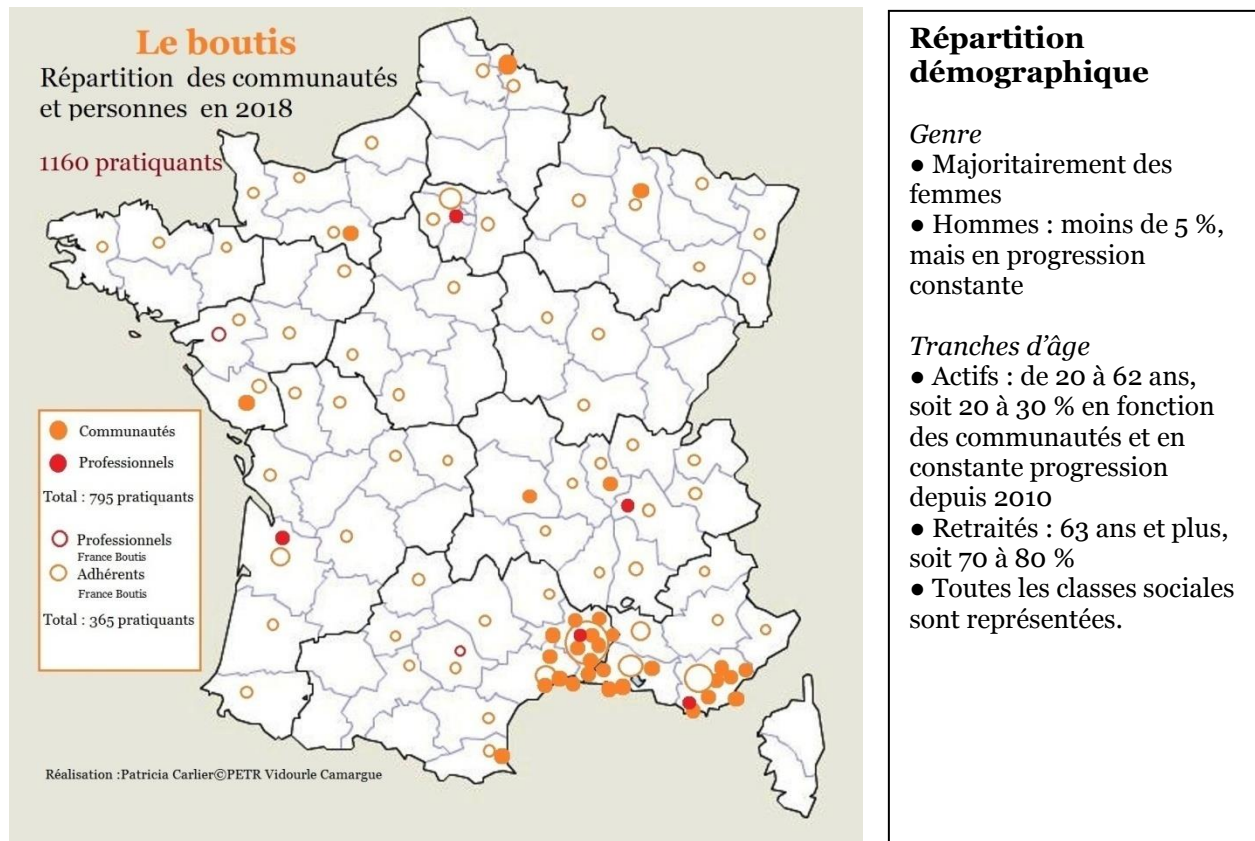 Le boutis
Répartition des communautés
et personnes en 2018
1160 pratiquants
Communautés
Professionnels
Total : 795 pratiquants
Professionnels
France Boutis
Adhérents
France Boutis
Total : 365 pratiquants
Réalisation :Patricia Carlier©PETR Vidourle Camargue
Répartition
démographique
Genre
● Majoritairement des
femmes
● Hommes : moins de 5 %,
mais en progression
constante
Tranches d’âge
● Actifs : de 20 à 62 ans,
soit 20 à 30 % en fonction
des communautés et en
constante progression
depuis 2010
● Retraités : 63 ans et plus,
soit 70 à 80 %
● Toutes les classes sociales
sont représentées.